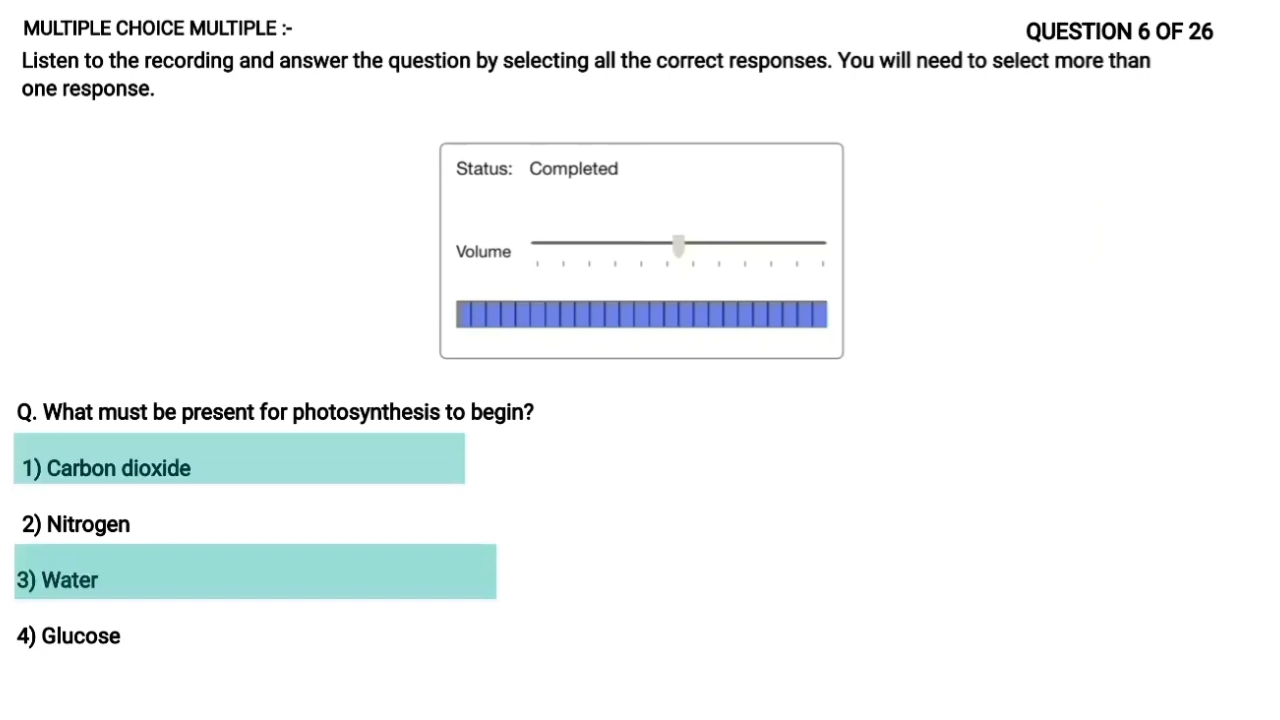 MULTIPLE CHOICE MULTIPLE :-
QUESTION 6 OF 26
Listen to the recording and answer the question by selecting all the correct responses. You will need to select more than
one response.
Status: Completed
Volume
Q. What must be present for photosynthesis to begin?
1) Carbon dioxide
2) Nitrogen
3) Water
4) Glucose